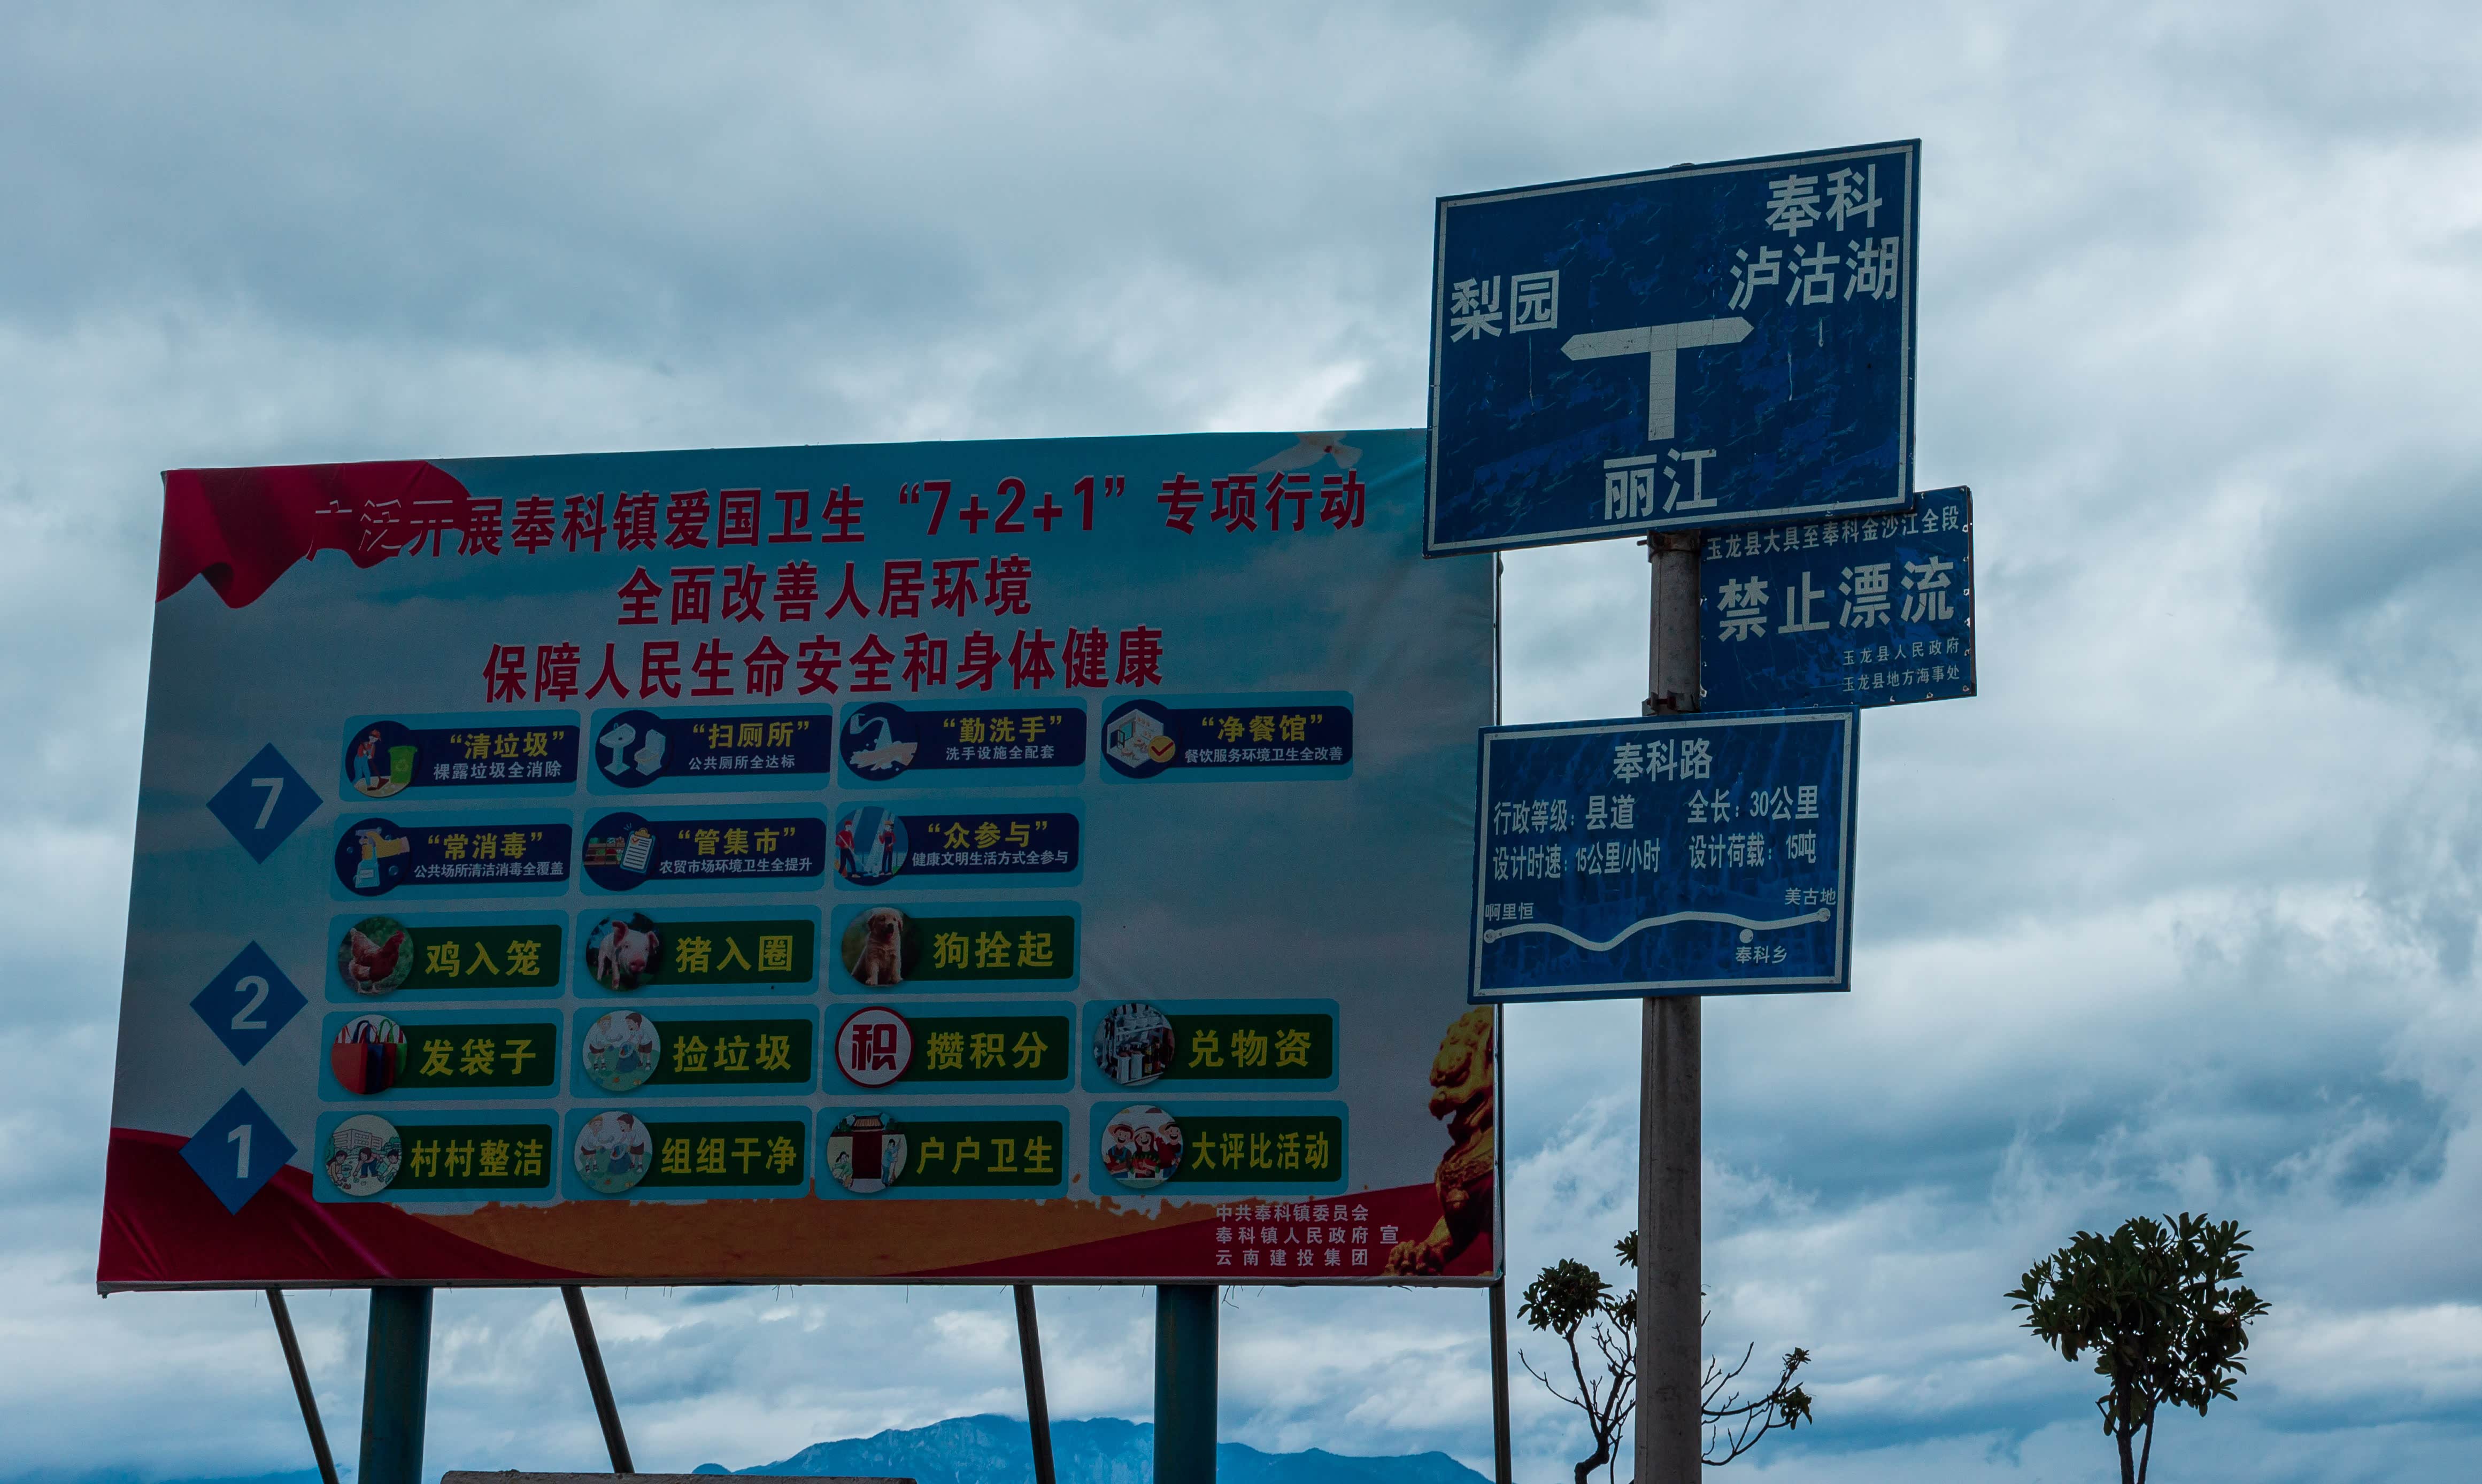 广泛开展奉科镇爱国卫生“7+2+1”专项行动
全面改善人居环境
保障人民生命安全和身体健康
7
“清垃圾”
裸露垃圾全消除
“扫厕所”
公共厕所全达标
“勤洗手”
洗手设施全配套
“净餐馆”
餐饮服务环境卫生全改善
“常消毒”
公共场所清洁消毒全覆盖
“管集市”
农贸市场环境卫生全提升
“众参与”
健康文明生活方式全参与
2
鸡入笼
猪入圈
狗拴起
发袋子
捡垃圾
积
攒积分
兑物资
1
村村整洁
组组干净
户户卫生
大评比活动
中共奉科镇委员会
奉科镇人民政府 宣
云南建投集团
奉科
泸沽湖
梨园
丽江
玉龙县大具至奉科金沙江全段
禁止漂流
玉龙县人民政府
玉龙县地方海事处
奉科路
行政等级：县道 全长：30公里
设计时速：15公里/小时 设计荷载：15吨
啊里恒
美古地
奉科乡